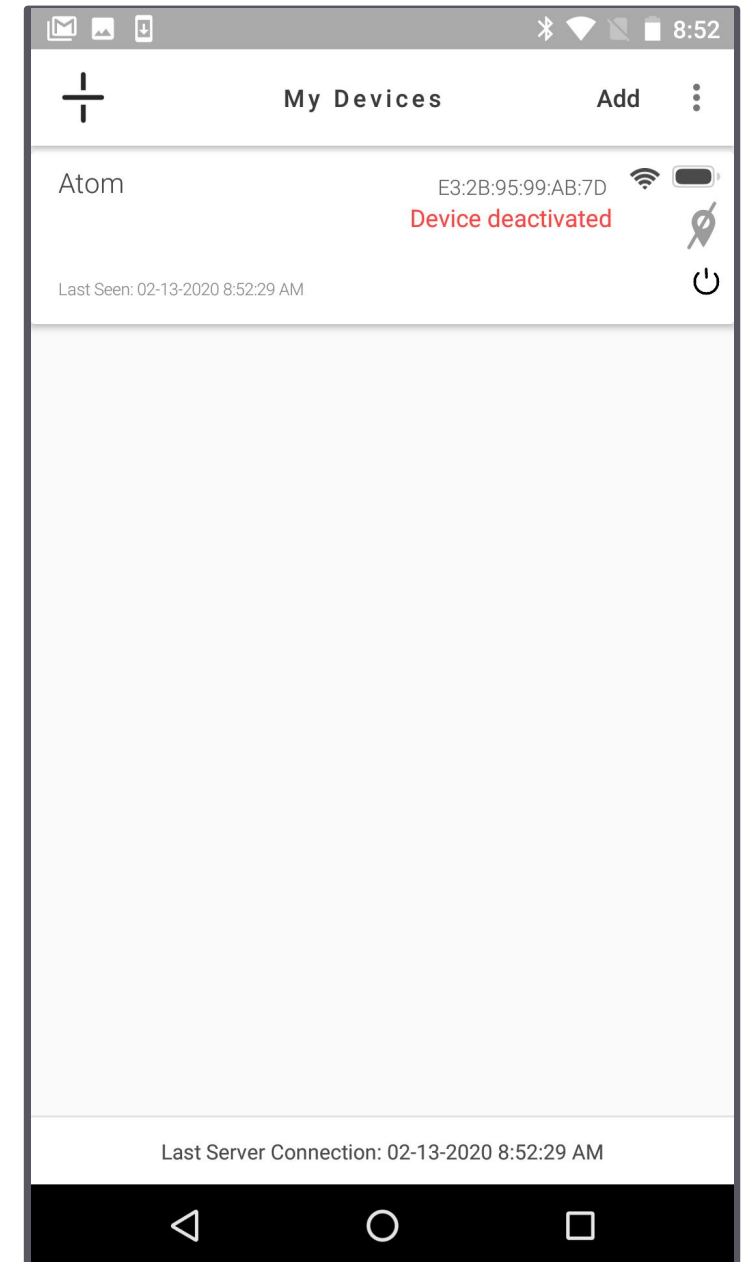 8:52
My Devices Add
Atom E3:2B:95:99:AB:7D
Device deactivated
Last Seen: 02-13-2020 8:52:29 AM
Last Server Connection: 02-13-2020 8:52:29 AM